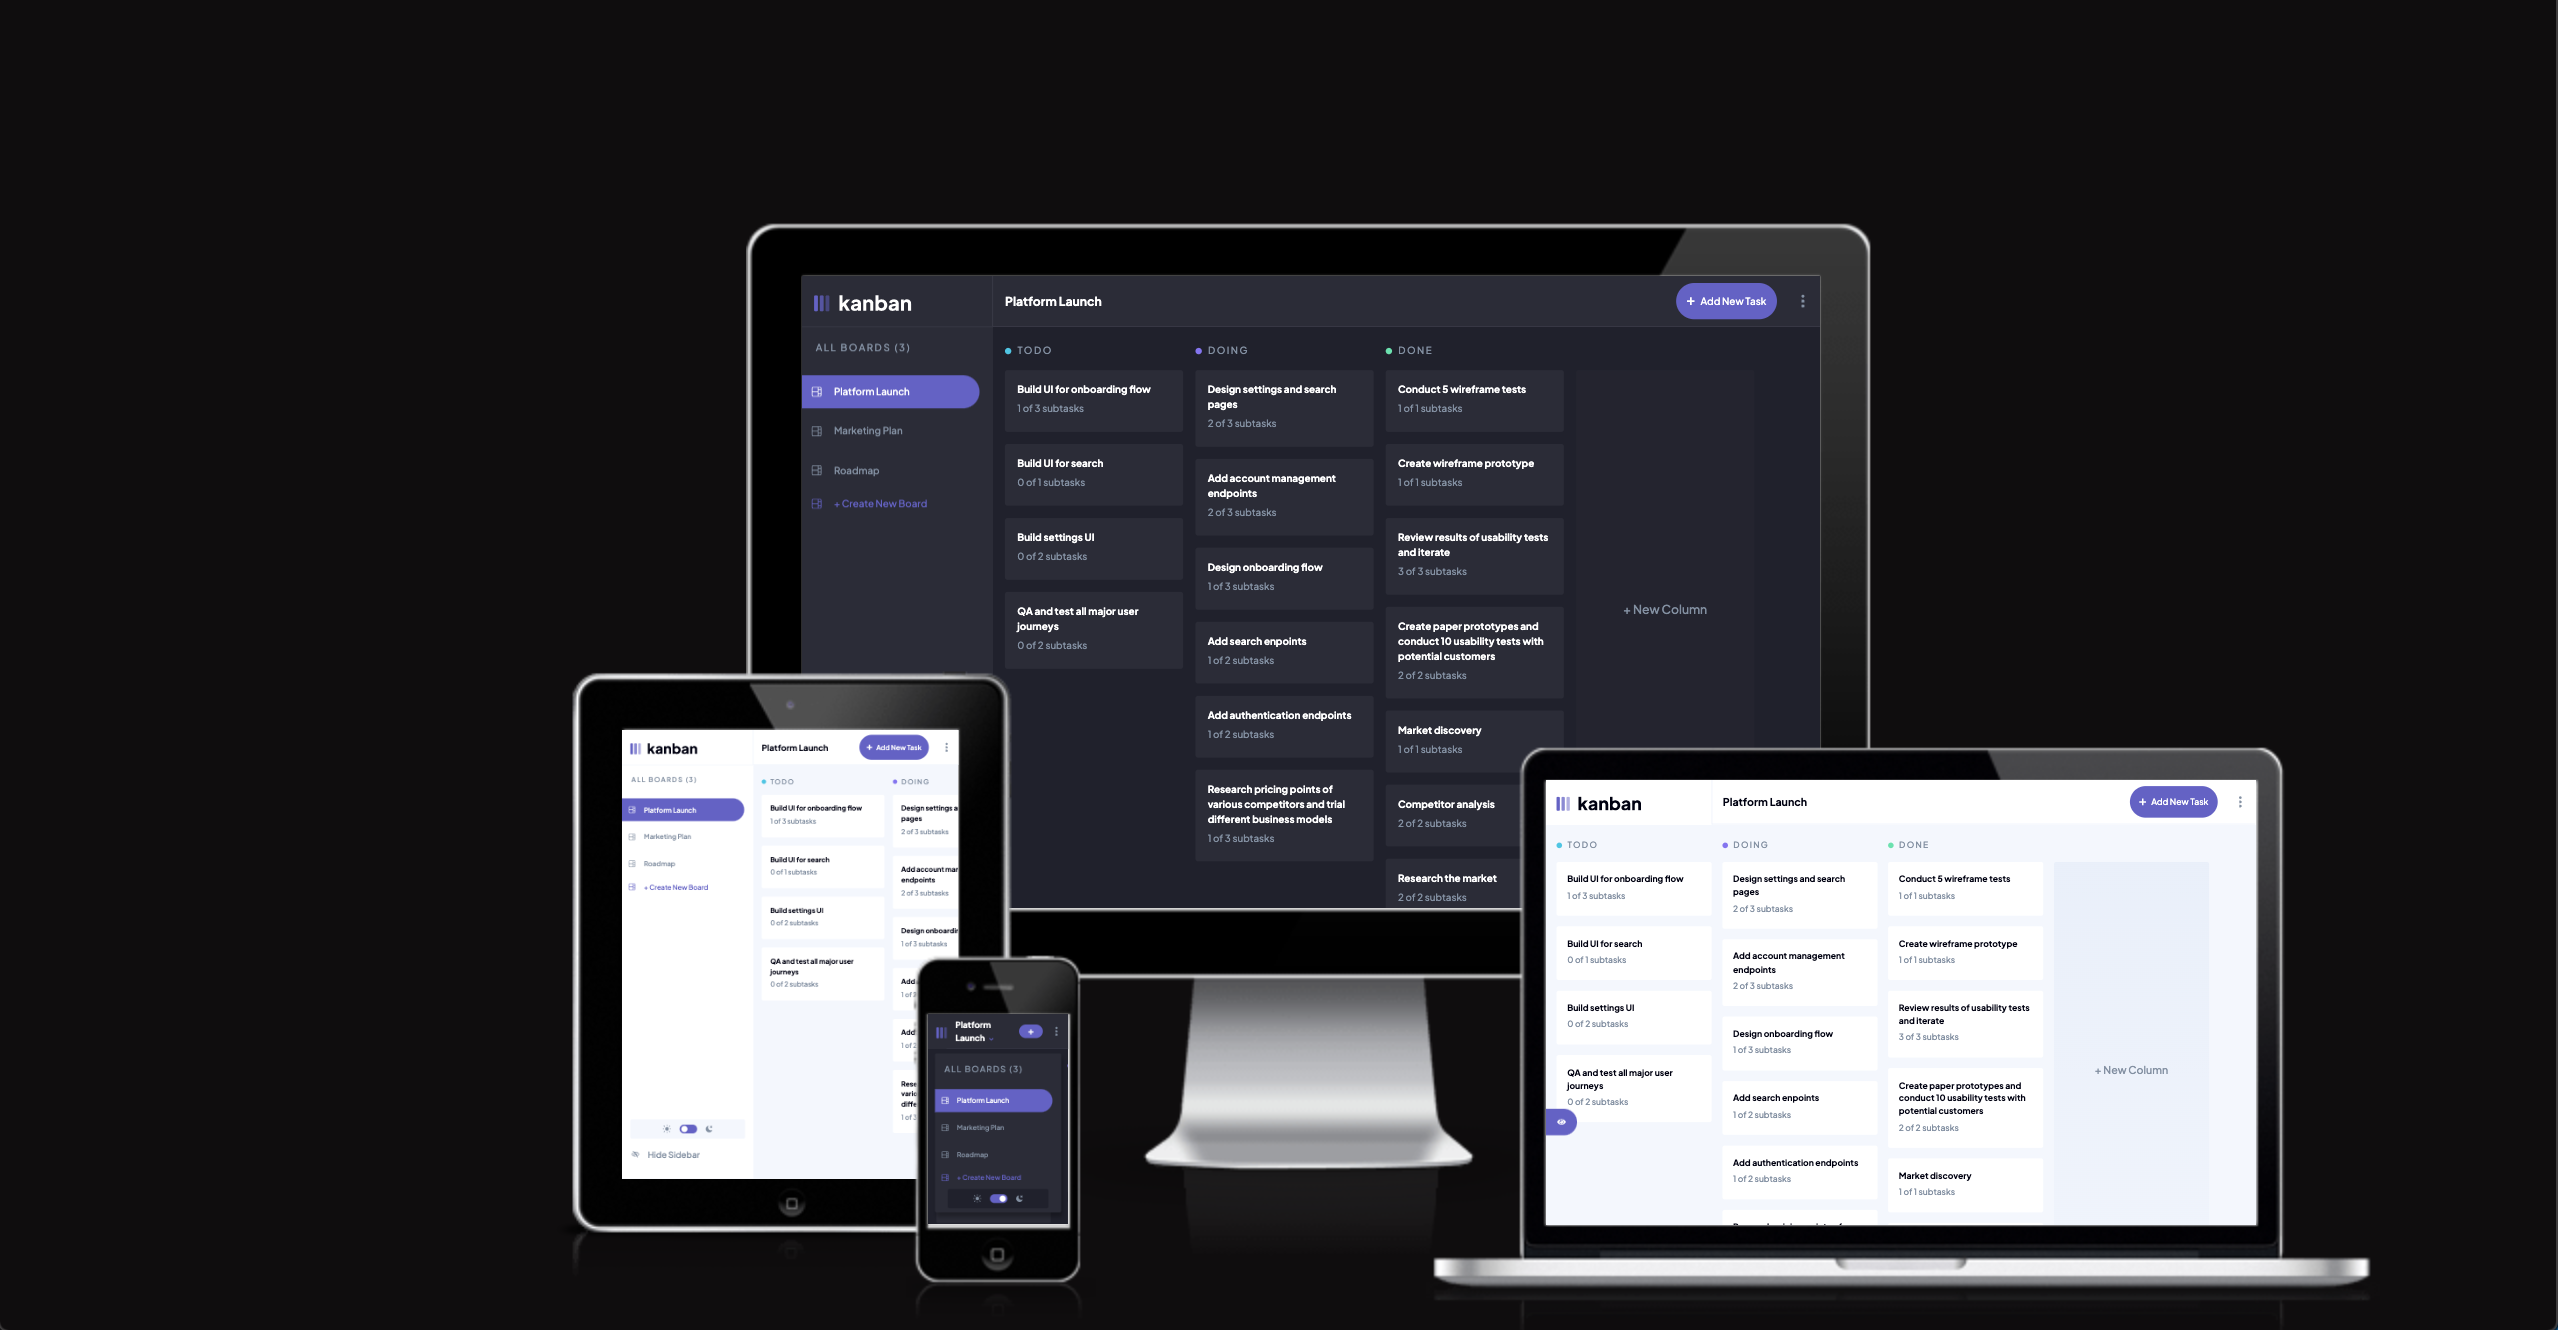 kanban
Platform Launch
+ Add New Task
ALL BOARDS (3)
Platform Launch
Marketing Plan
Roadmap
+ Create New Board
TODO
Build UI for onboarding flow
1 of 3 subtasks
Build UI for search
0 of 1 subtasks
Build settings UI
0 of 2 subtasks
QA and test all major user
journeys
0 of 2 subtasks
DOING
Design settings and search
pages
2 of 3 subtasks
Add account management
endpoints
2 of 3 subtasks
Design onboarding flow
1 of 3 subtasks
Add search enpoints
1 of 2 subtasks
Add authentication endpoints
1 of 2 subtasks
Research pricing points of
various competitors and trial
different business models
1 of 3 subtasks
DONE
Conduct 5 wireframe tests
1 of 1 subtasks
Create wireframe prototype
1 of 1 subtasks
Review results of usability tests
and iterate
3 of 3 subtasks
Create paper prototypes and
conduct 10 usability tests with
potential customers
2 of 2 subtasks
Market discovery
1 of 1 subtasks
Competitor analysis
2 of 2 subtasks
Research the market
2 of 2 subtasks
+ New Column
kanban
Platform Launch
+ Add New Task
ALL BOARDS (3)
Platform Launch
Marketing Plan
Roadmap
+ Create New Board
Hide Sidebar
TODO
Build UI for onboarding flow
1 of 3 subtasks
Build UI for search
0 of 1 subtasks
Build settings UI
0 of 2 subtasks
QA and test all major user
journeys
0 of 2 subtasks
DOING
Design settings a
pages
2 of 3 subtasks
Add account mar
endpoints
2 of 3 subtasks
Design onboardin
1 of 3 subtasks
Add
1 of
Add
1 of 2
Rese
vario
diffe
1 of
Platform
Launch
+
ALL BOARDS (3)
Platform Launch
Marketing Plan
Roadmap
+ Create New Board
kanban
Platform Launch
+ Add New Task
TODO
Build UI for onboarding flow
1 of 3 subtasks
Build UI for search
0 of 1 subtasks
Build settings UI
0 of 2 subtasks
QA and test all major user
journeys
0 of 2 subtasks
DOING
Design settings and search
pages
2 of 3 subtasks
Add account management
endpoints
2 of 3 subtasks
Design onboarding flow
1 of 3 subtasks
Add search enpoints
1 of 2 subtasks
Add authentication endpoints
1 of 2 subtasks
DONE
Conduct 5 wireframe tests
1 of 1 subtasks
Create wireframe prototype
1 of 1 subtasks
Review results of usability tests
and iterate
3 of 3 subtasks
Create paper prototypes and
conduct 10 usability tests with
potential customers
2 of 2 subtasks
Market discovery
1 of 1 subtasks
+ New Column